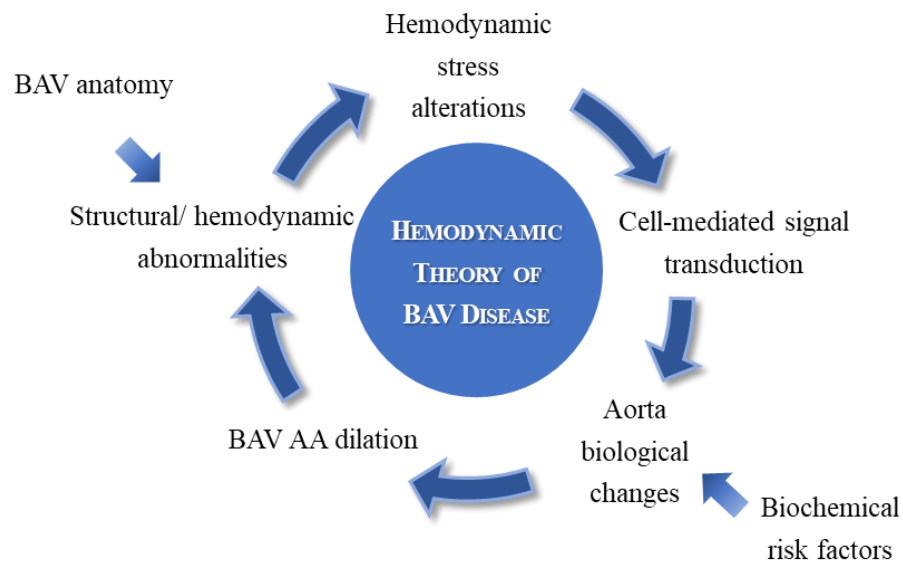 Hemodynamic
stress
alterations
BAV anatomy
Structural/ hemodynamic
abnormalities
HEMODYNAMIC
THEORY OF
BAV DISEASE
Cell-mediated signal
transduction
BAV AA dilation
Aorta
biological
changes
Biochemical
risk factors